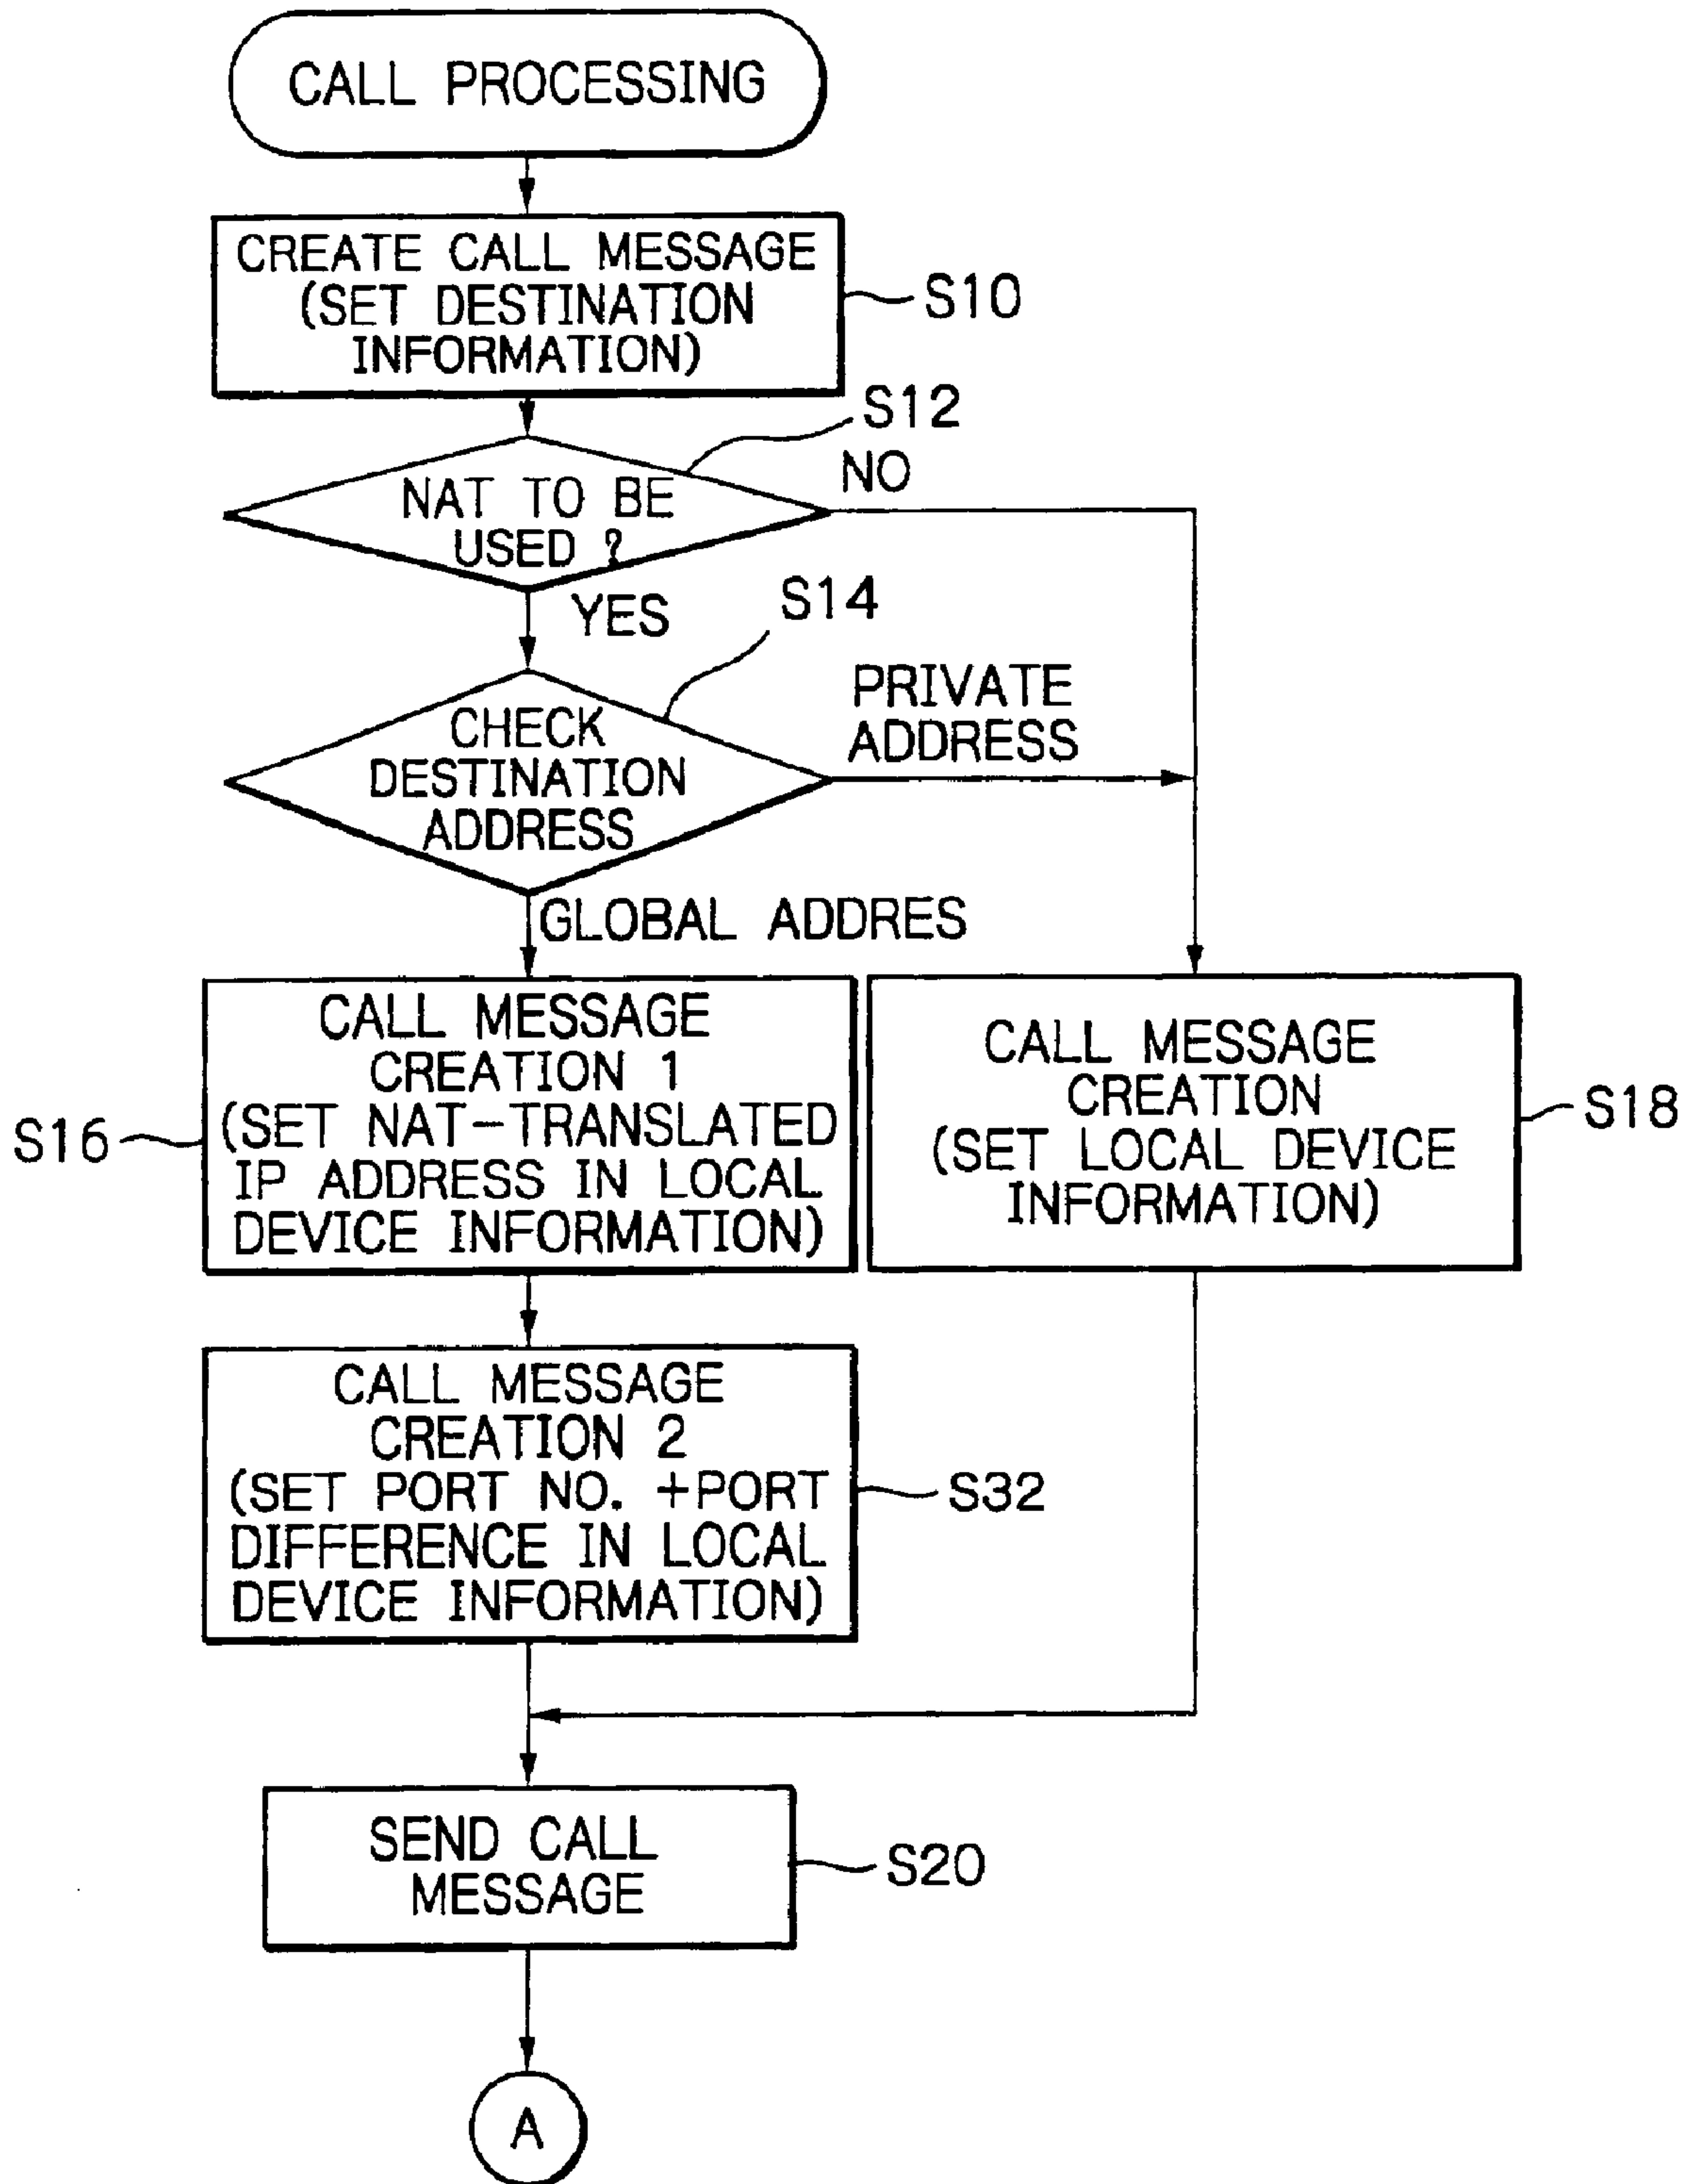 CALL PROCESSING
CREATE CALL MESSAGE
(SET DESTINATION
INFORMATION)
S10
S12
NAT TO BE
USED ?
NO
YES
S14
CHECK
DESTINATION
ADDRESS
PRIVATE
ADDRESS
GLOBAL ADDRES
S16
CALL MESSAGE
CREATION 1
(SET NAT-TRANSLATED
IP ADDRESS IN LOCAL
DEVICE INFORMATION)
CALL MESSAGE
CREATION
(SET LOCAL DEVICE
INFORMATION)
S18
CALL MESSAGE
CREATION 2
(SET PORT NO. +PORT
DIFFERENCE IN LOCAL
DEVICE INFORMATION)
S32
SEND CALL
MESSAGE
S20
A